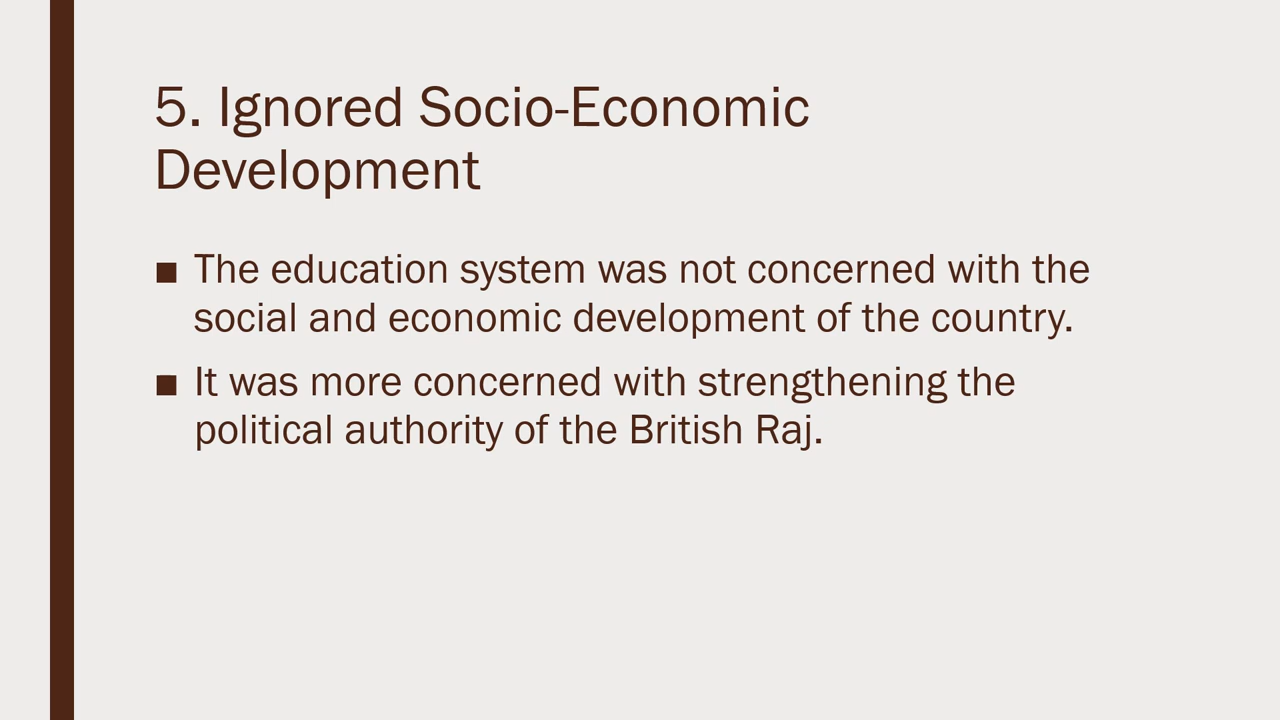 5. Ignored Socio-Economic
Development
■ The education system was not concerned with the
social and economic development of the country.
■ It was more concerned with strengthening the
political authority of the British Raj.